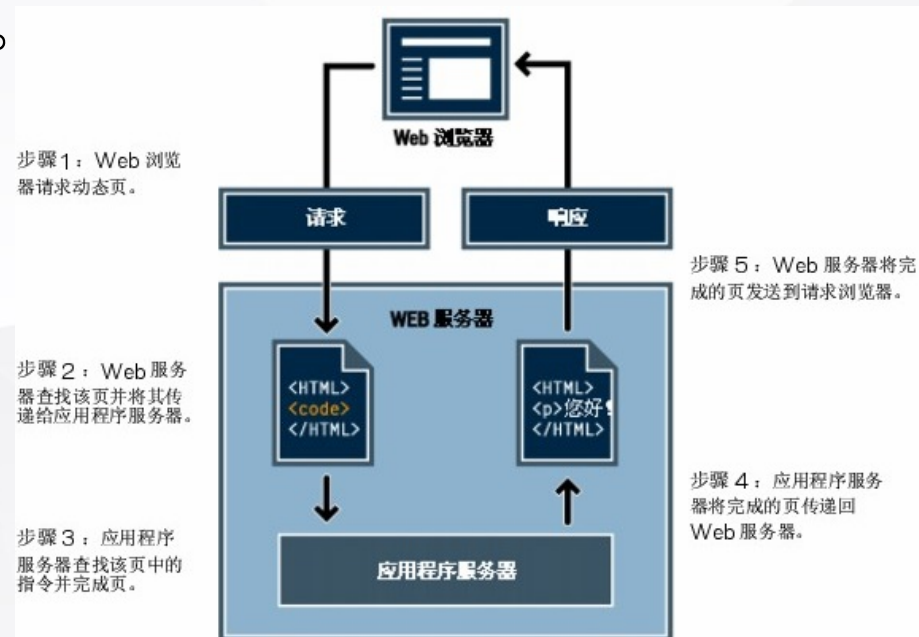 Web 浏览器
步骤1：Web 浏览
器请求动态页。
请求
响应
步骤 5：Web 服务器将完
成的页发送到请求浏览器。
WEB 服务器
步骤 2：Web 服务
器查找该页并将其传
递给应用程序服务器。
<HTML>
<code>
</HTML>
<HTML>
<p>您好!
</HTML>
步骤 4：应用程序服务
器将完成的页传递回
Web 服务器。
步骤 3：应用程序
服务器查找该页中的
指令并完成页。
应用程序服务器